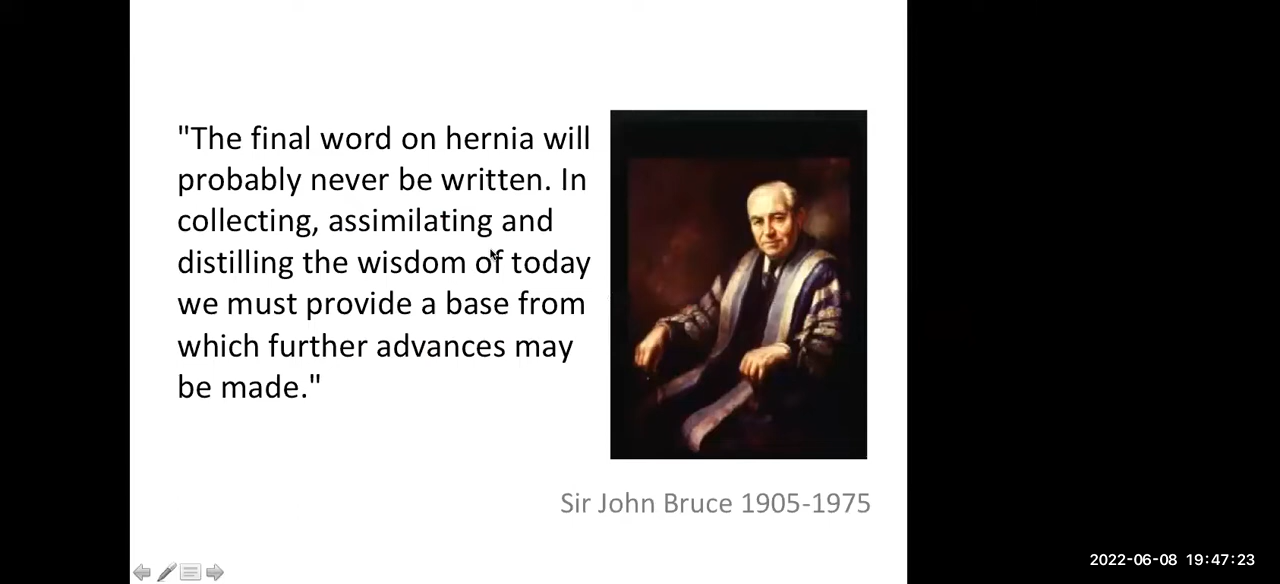 "The final word on hernia will
probably never be written. In
collecting, assimilating and
distilling the wisdom of today
we must provide a base from
which further advances may
be made."
Sir John Bruce 1905-1975
2022-06-08 19:47:23